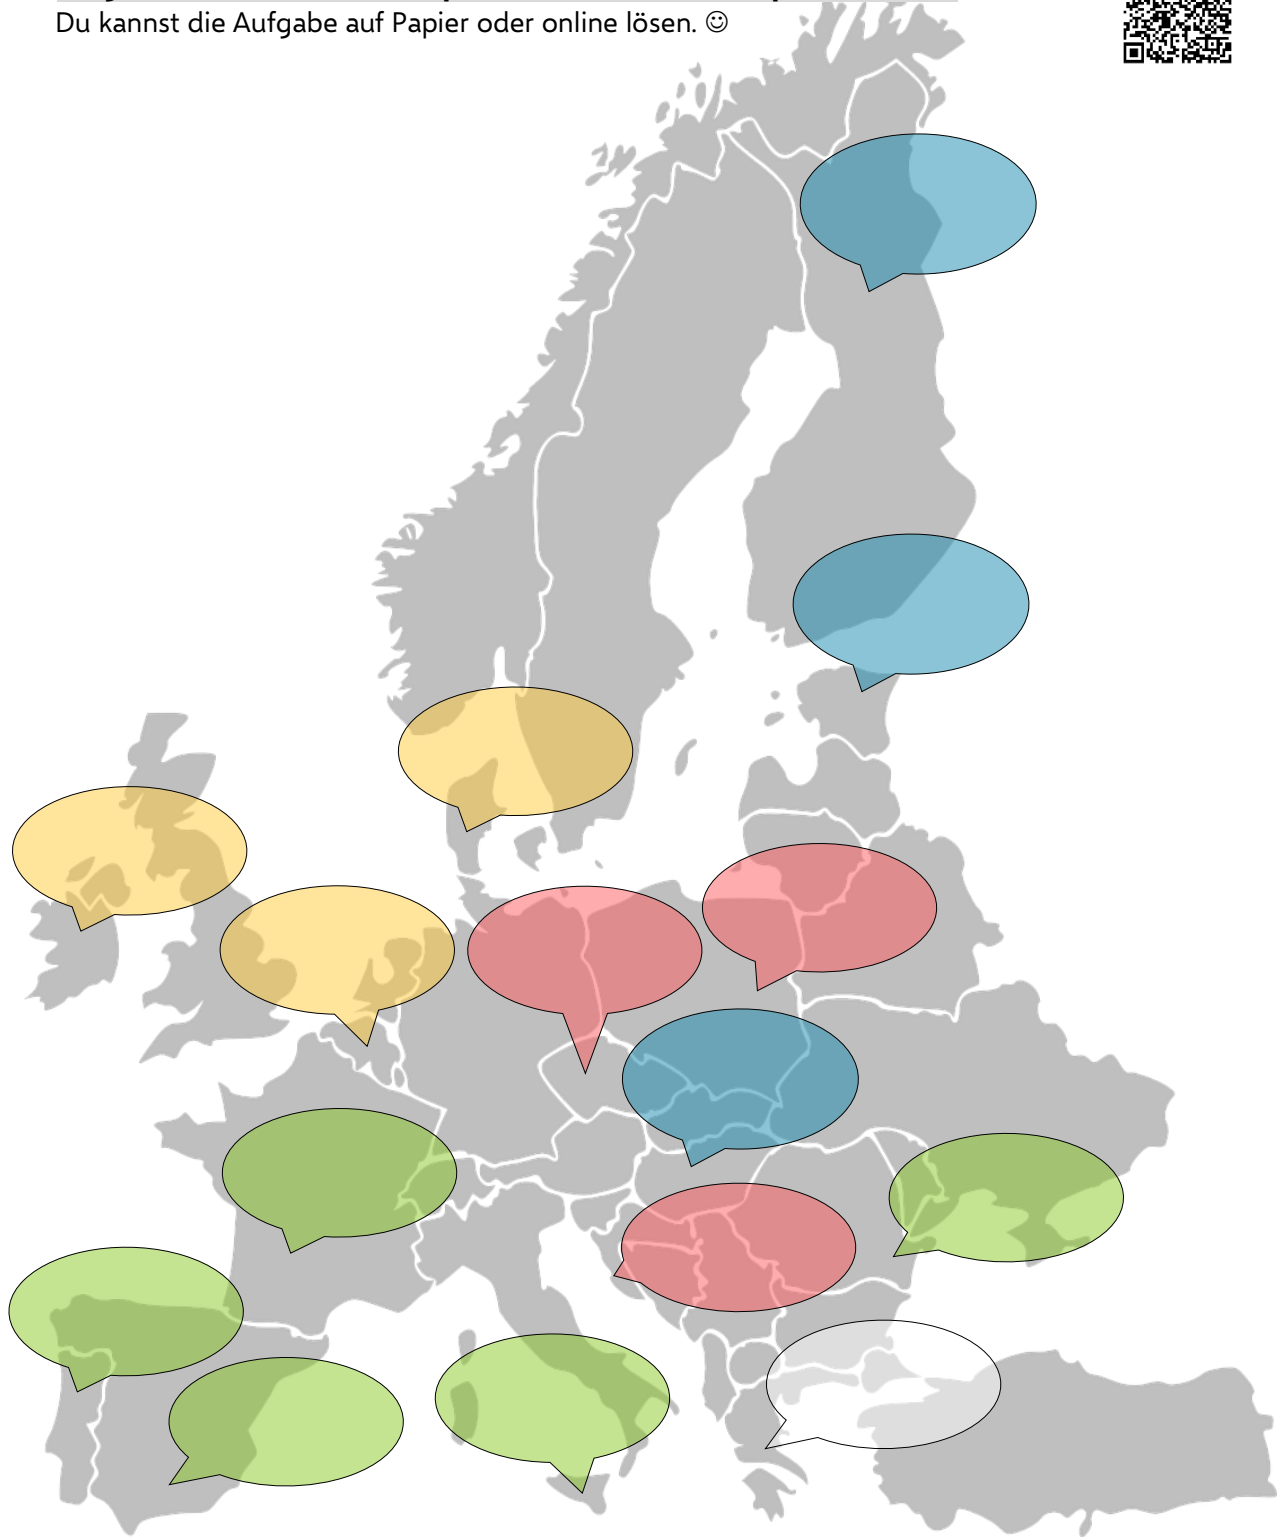 Du kannst die Aufgabe auf Papier oder online lösen. ☺